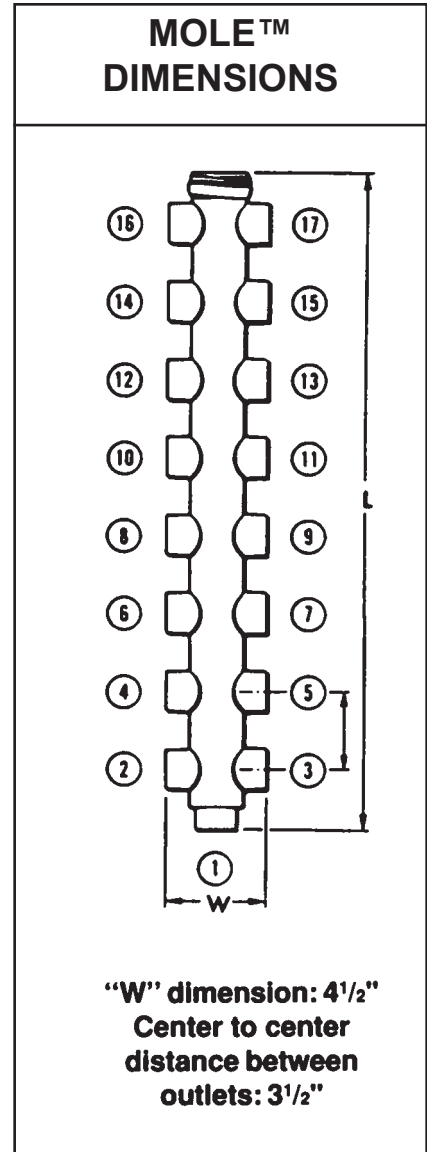 MOLE™
DIMENSIONS
16 17
14 15
12 13
10 11
L
8 9
6 7
4 5
2 3
1
W
“W” dimension: 4¹/₂"
Center to center
distance between
outlets: 3¹/₂"